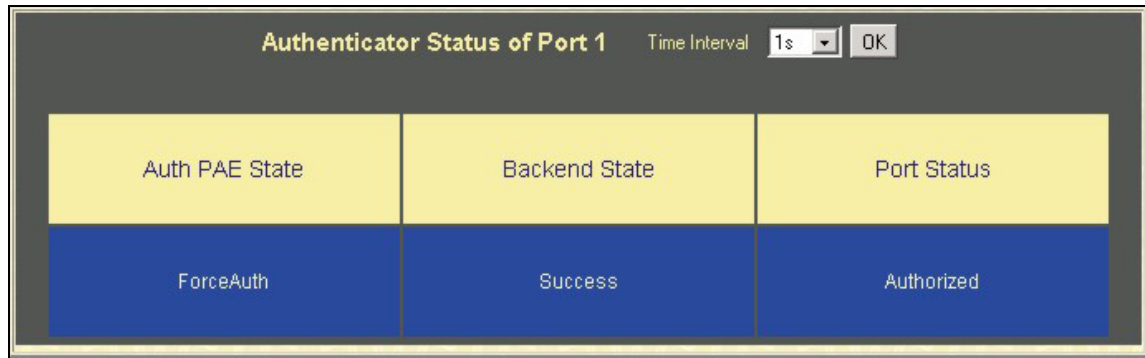 Authenticator Status of Port 1 Time Interval 1s OK
Auth PAE State Backend State Port Status
ForceAuth Success Authorized